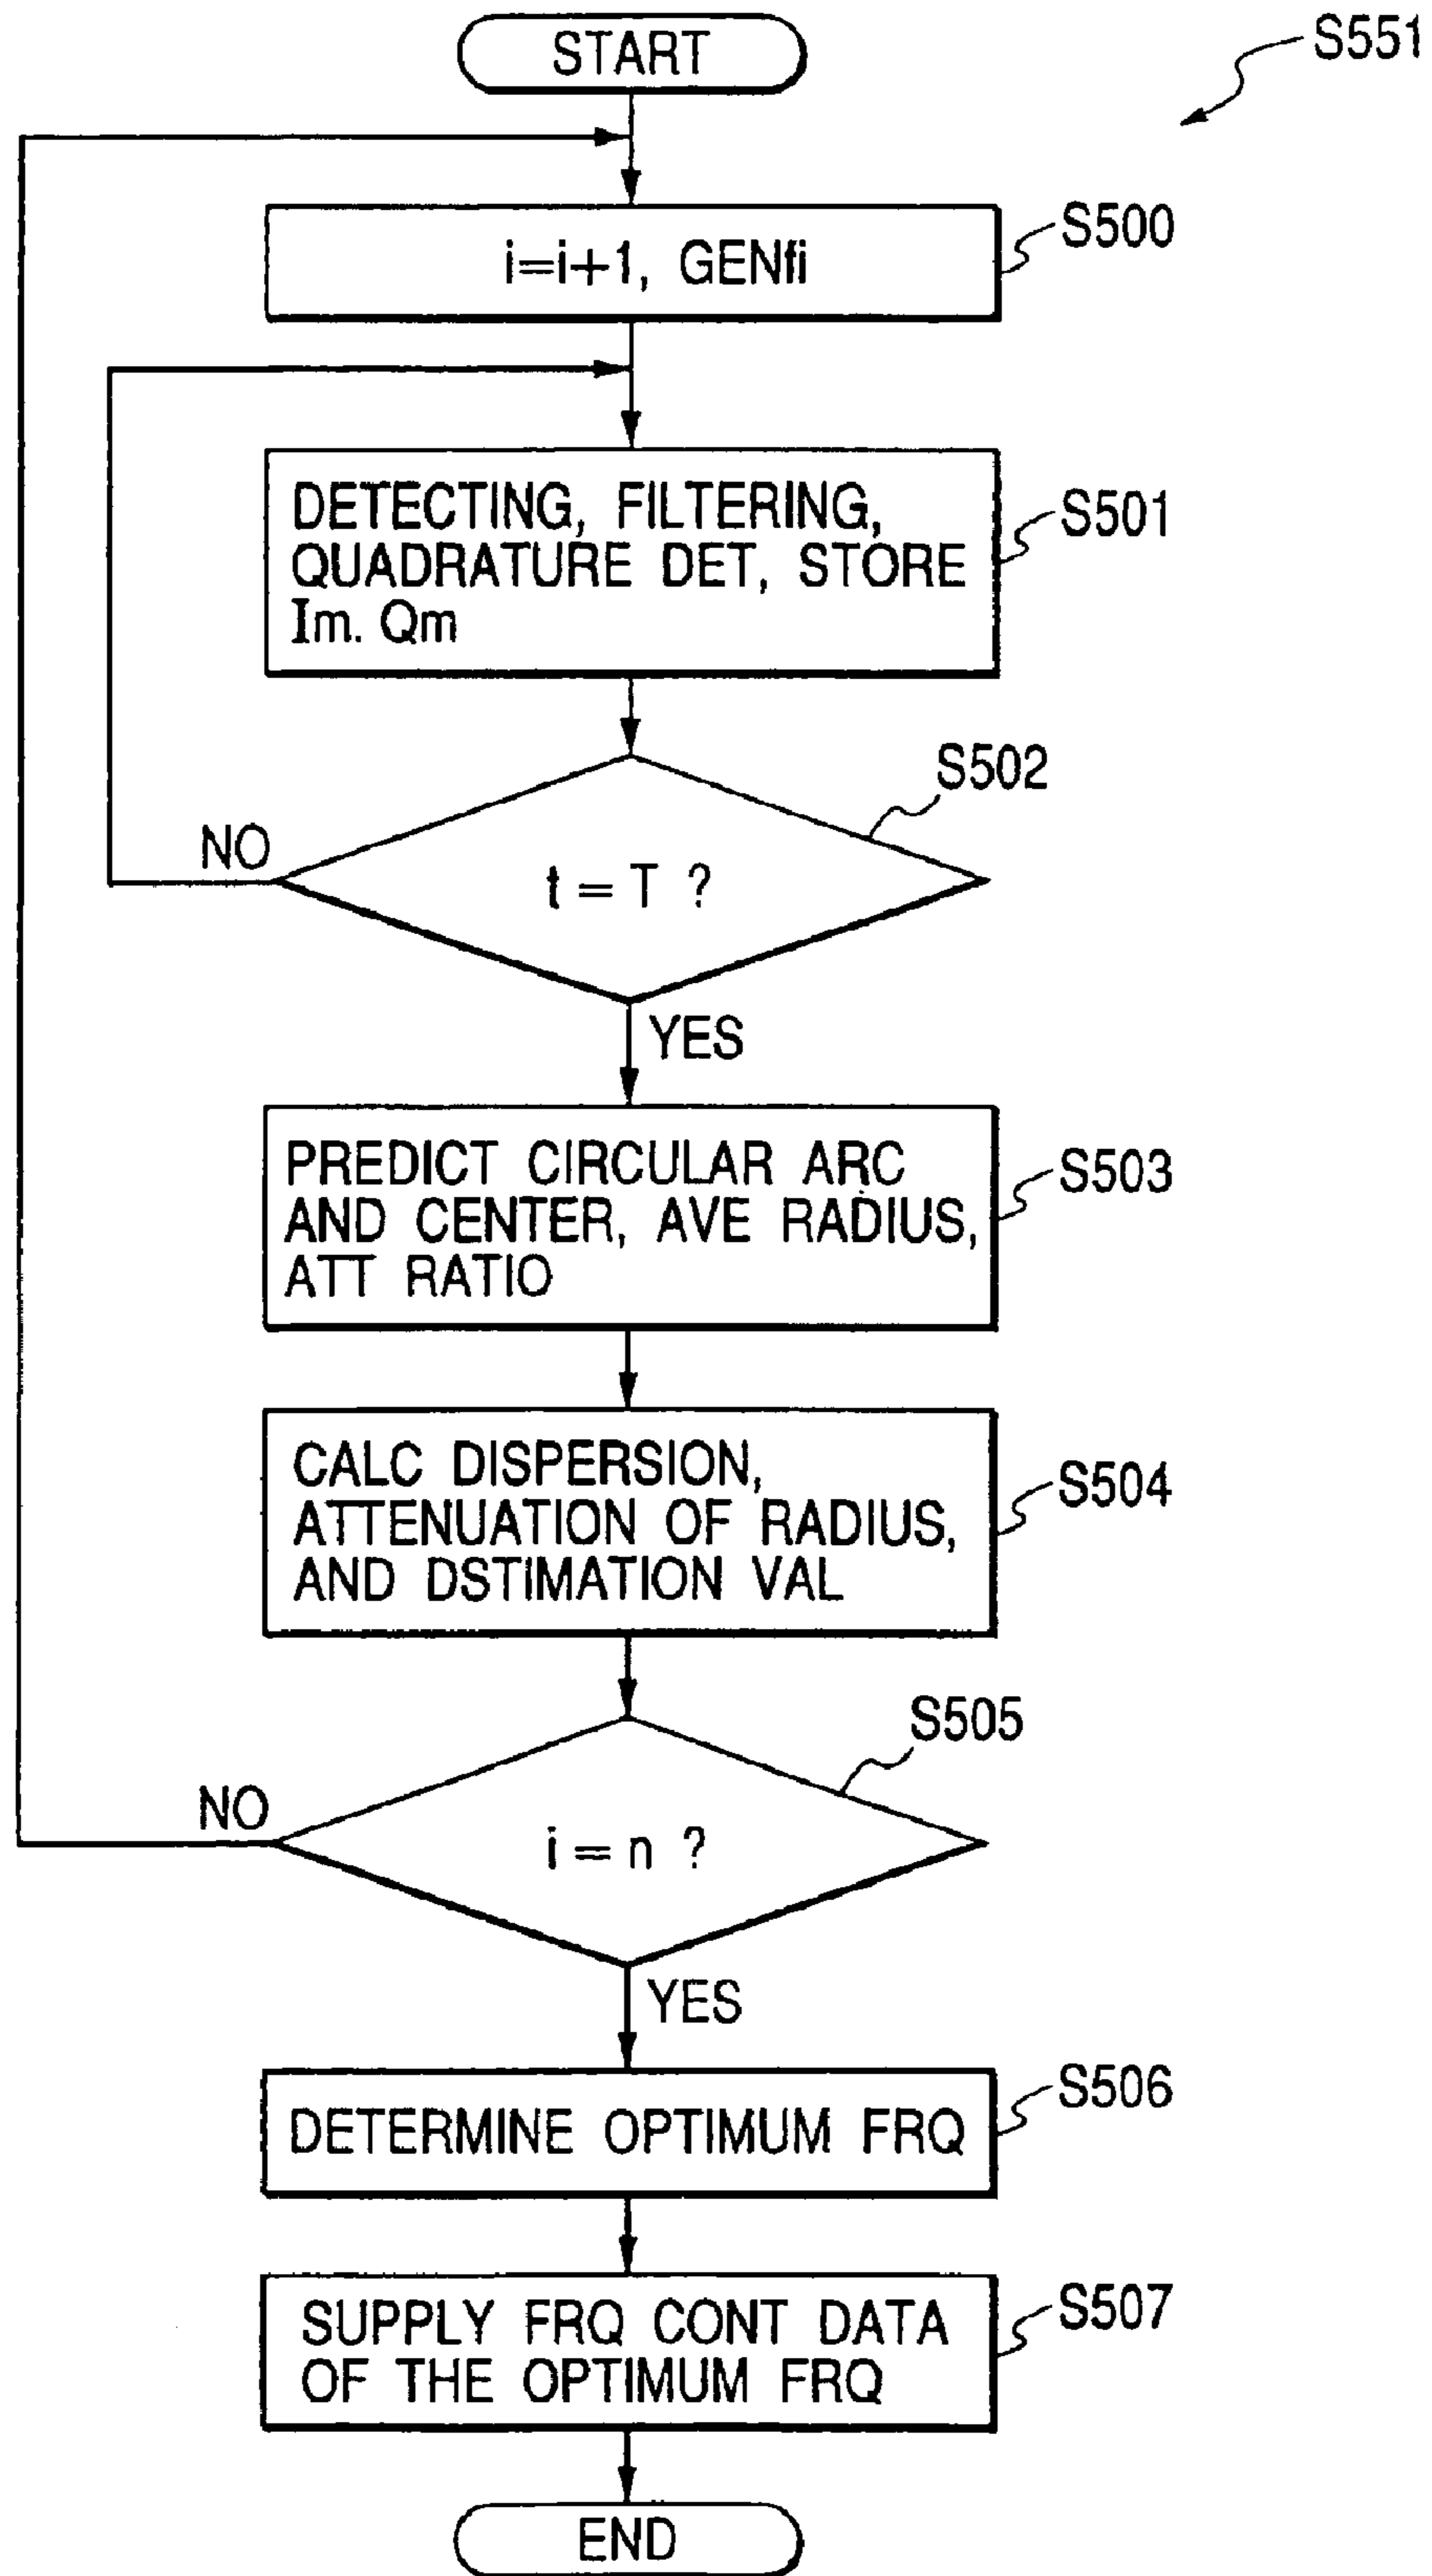 START
S551
S500
i=i+1, GENfi
DETECTING, FILTERING,
QUADRATURE DET, STORE
Im. Qm
S501
S502
NO
t = T ?
YES
PREDICT CIRCULAR ARC
AND CENTER, AVE RADIUS,
ATT RATIO
S503
CALC DISPERSION,
ATTENUATION OF RADIUS,
AND DSTIMATION VAL
S504
S505
NO
i = n ?
YES
DETERMINE OPTIMUM FRQ
S506
SUPPLY FRQ CONT DATA
OF THE OPTIMUM FRQ
S507
END